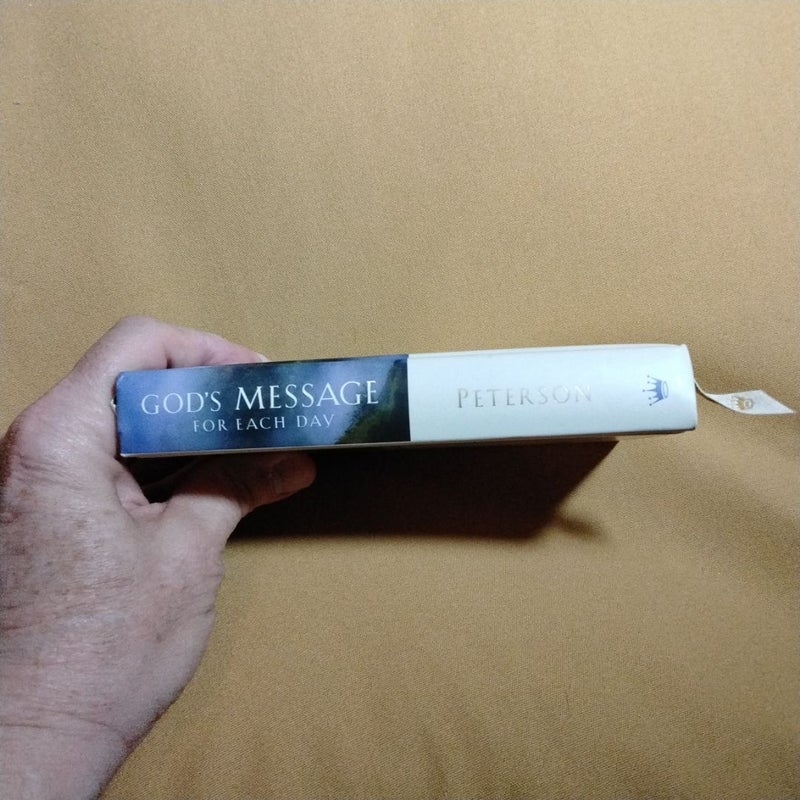 GOD'S MESSAGE
FOR EACH DAY
PETERSON